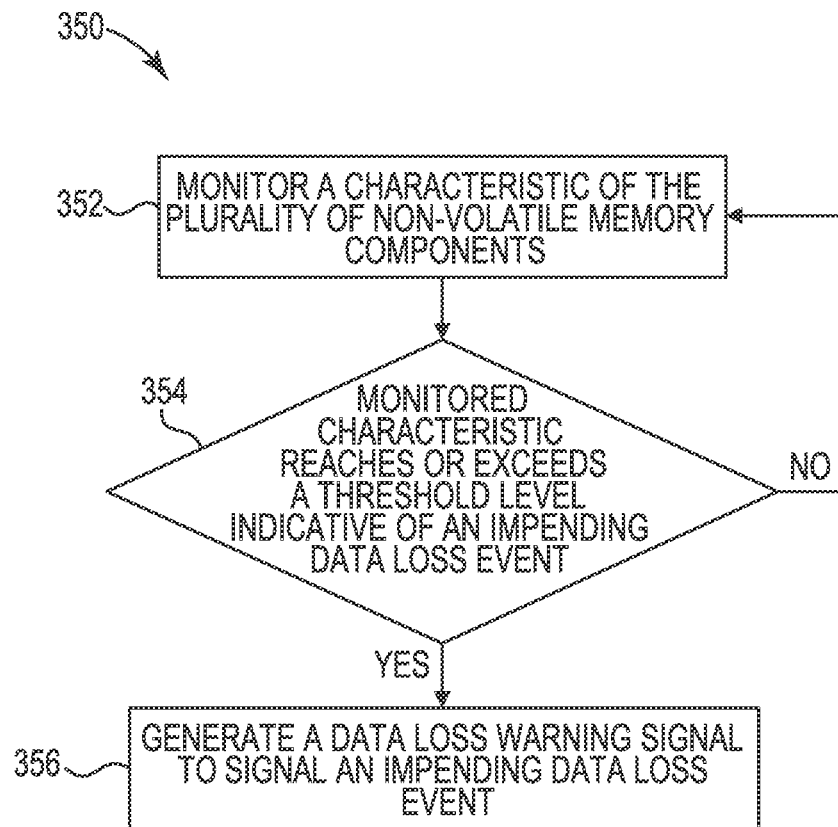 350
352
MONITOR A CHARACTERISTIC OF THE
PLURALITY OF NON-VOLATILE MEMORY
COMPONENTS
354
MONITORED
CHARACTERISTIC
REACHES OR EXCEEDS
A THRESHOLD LEVEL
INDICATIVE OF AN IMPENDING
DATA LOSS EVENT
NO
YES
356
GENERATE A DATA LOSS WARNING SIGNAL
TO SIGNAL AN IMPENDING DATA LOSS
EVENT